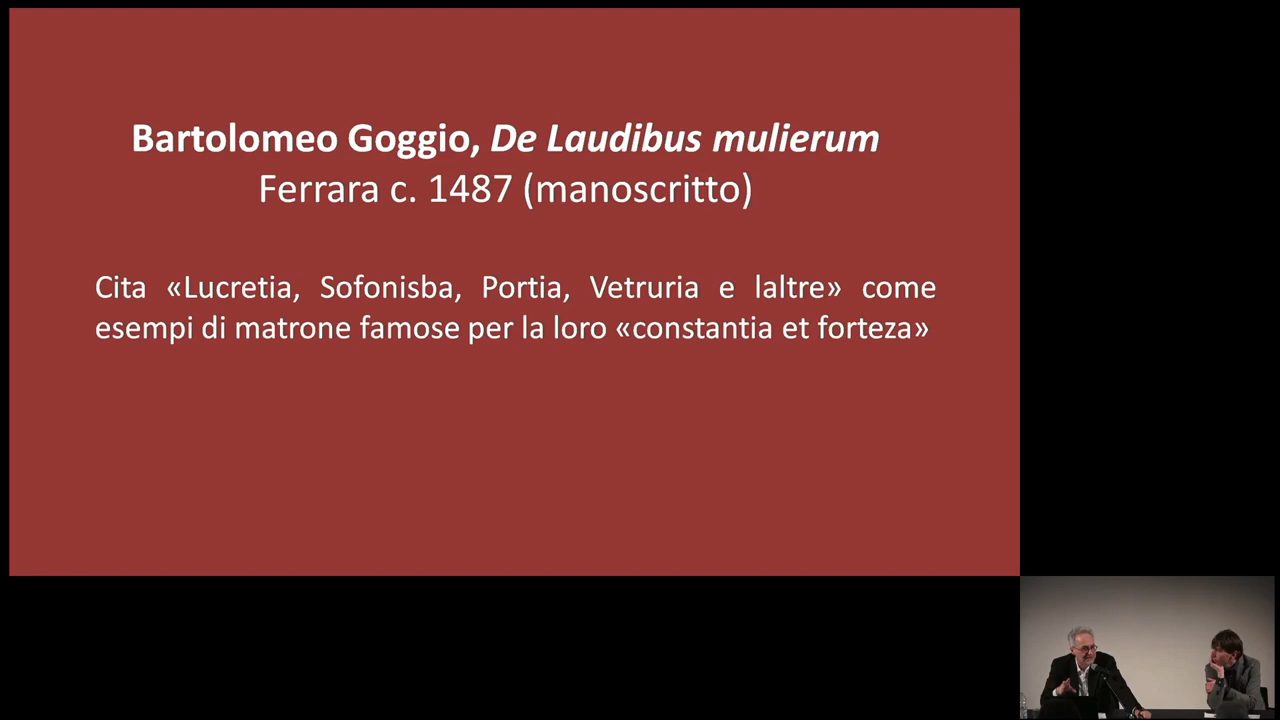 Bartolomeo Goggio, De Laudibus mulierum
Ferrara c. 1487 (manoscritto)
Cita «Lucretia, Sofonisba, Portia, Vetruria e laltre» come
esempi di matrone famose per la loro «constantia et forteza»